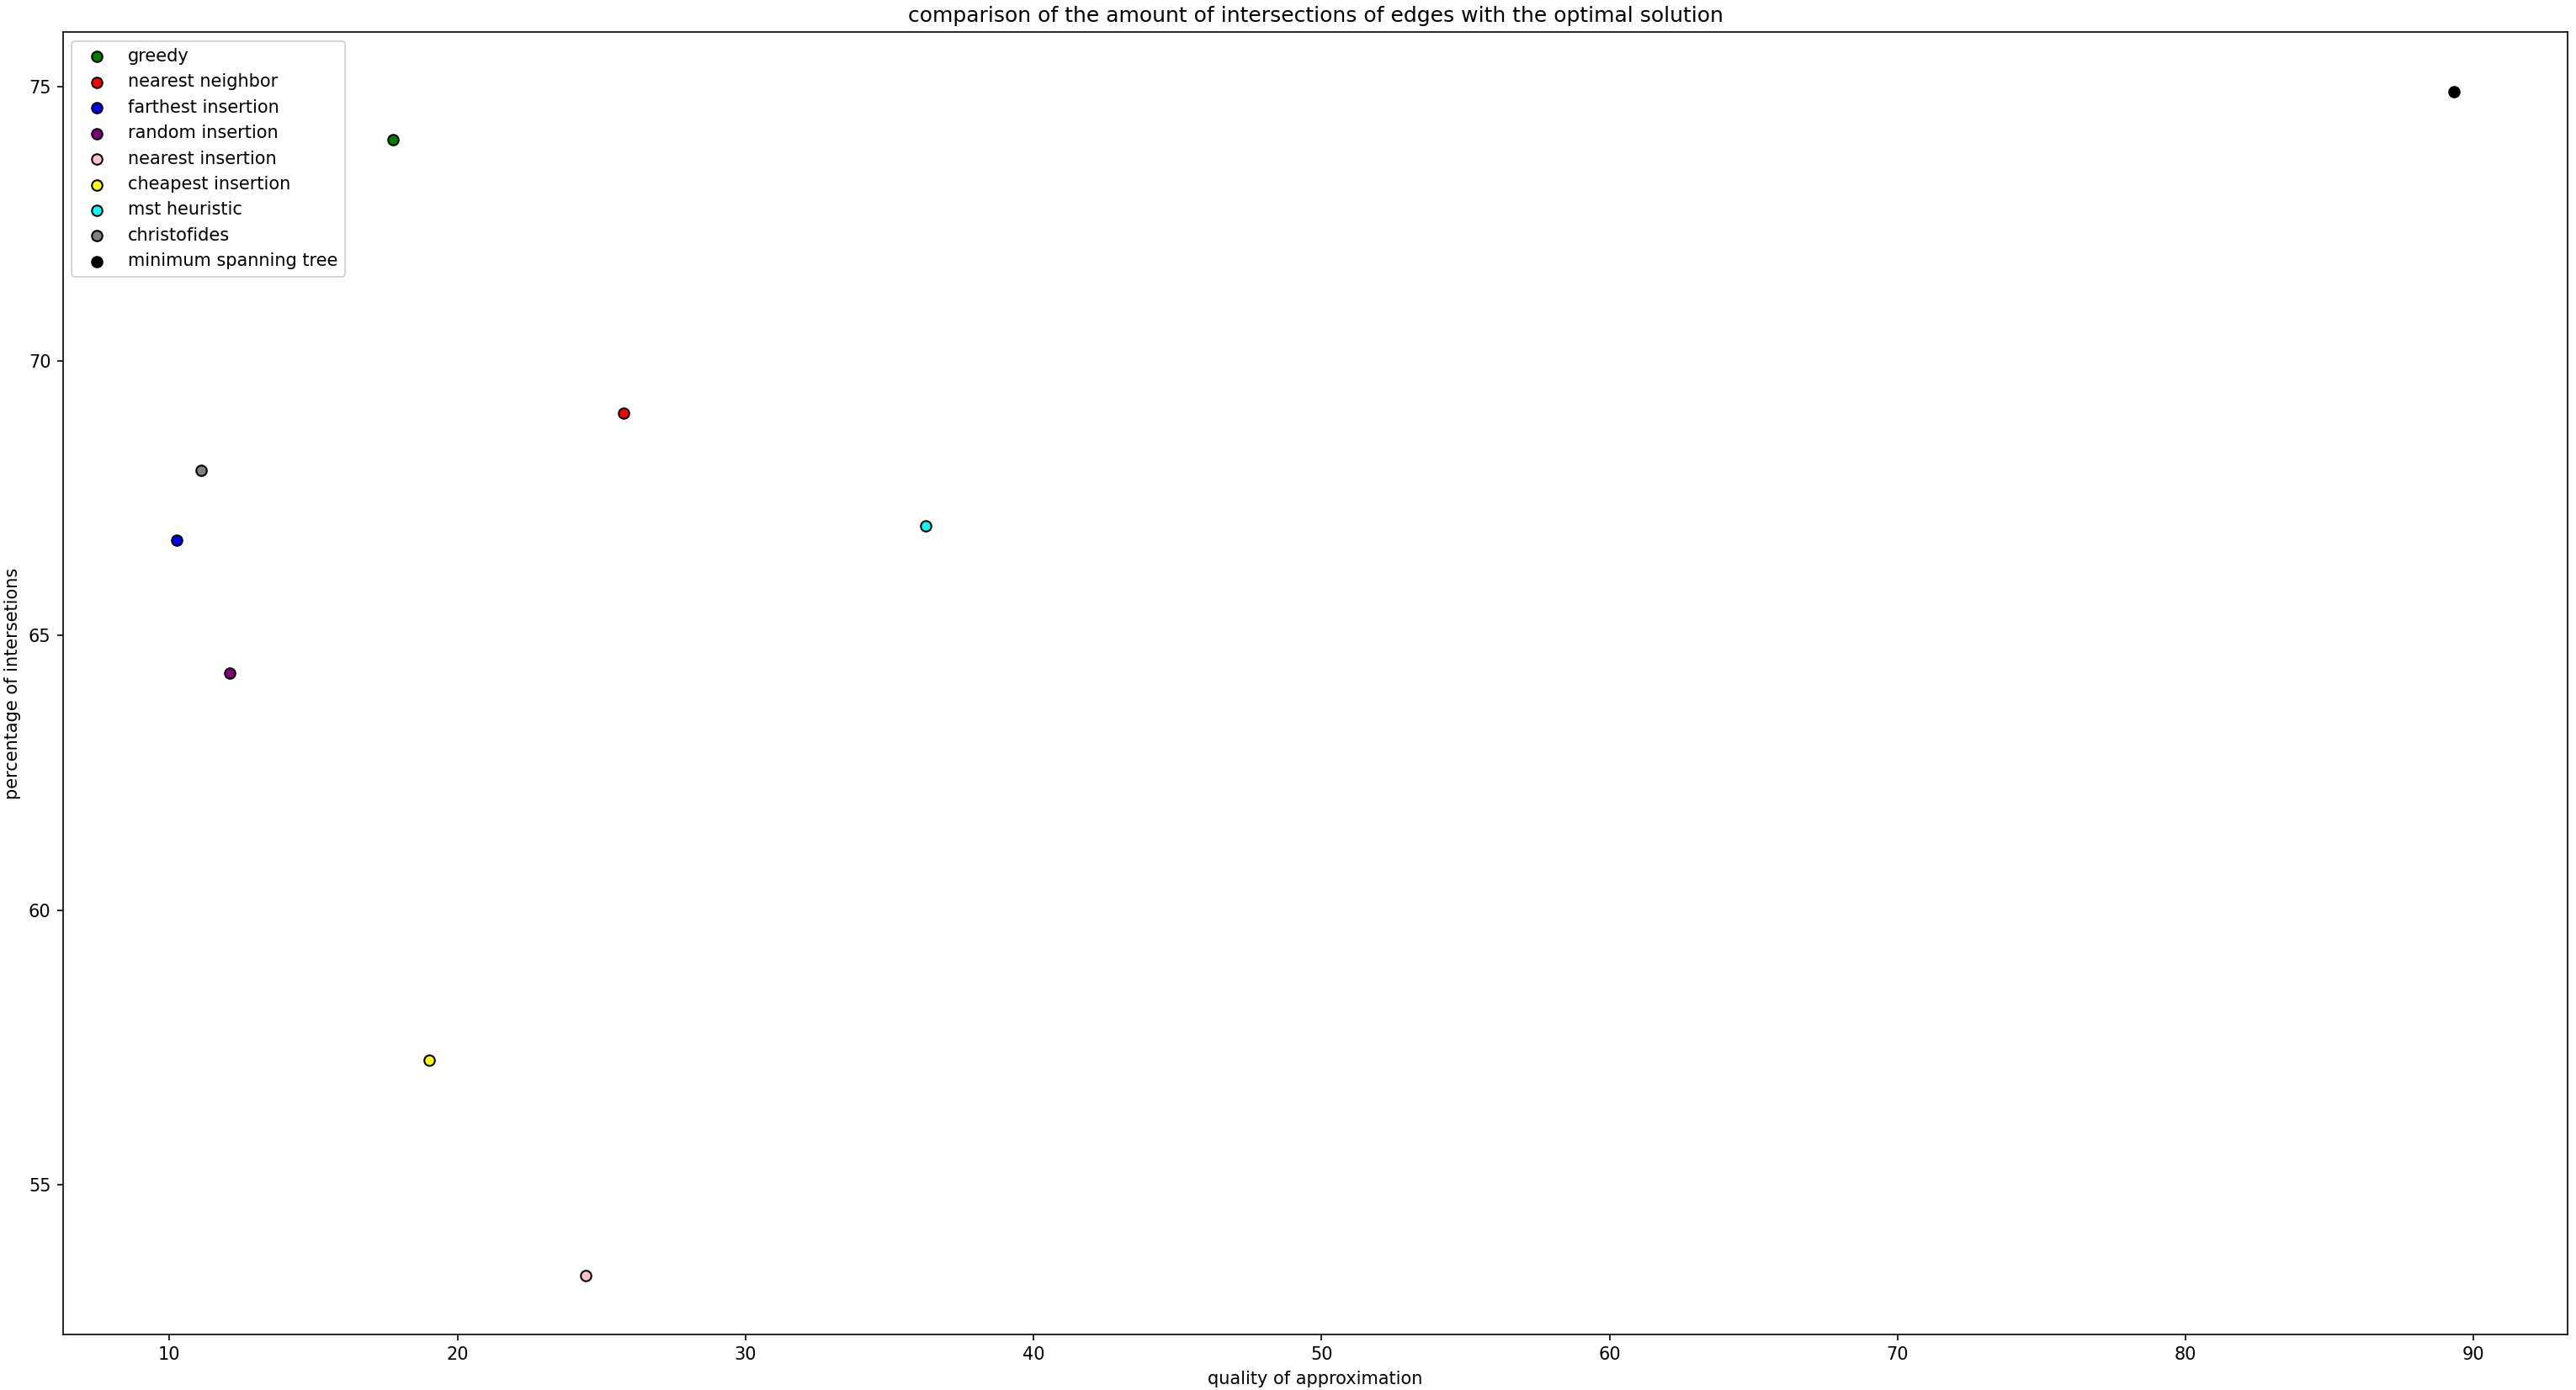 comparison of the amount of intersections of edges with the optimal solution
greedy
nearest neighbor
farthest insertion
random insertion
nearest insertion
cheapest insertion
mst heuristic
christofides
minimum spanning tree
75
70
65
60
55
percentage of intersetions
10 20 30 40 50 60 70 80 90
quality of approximation